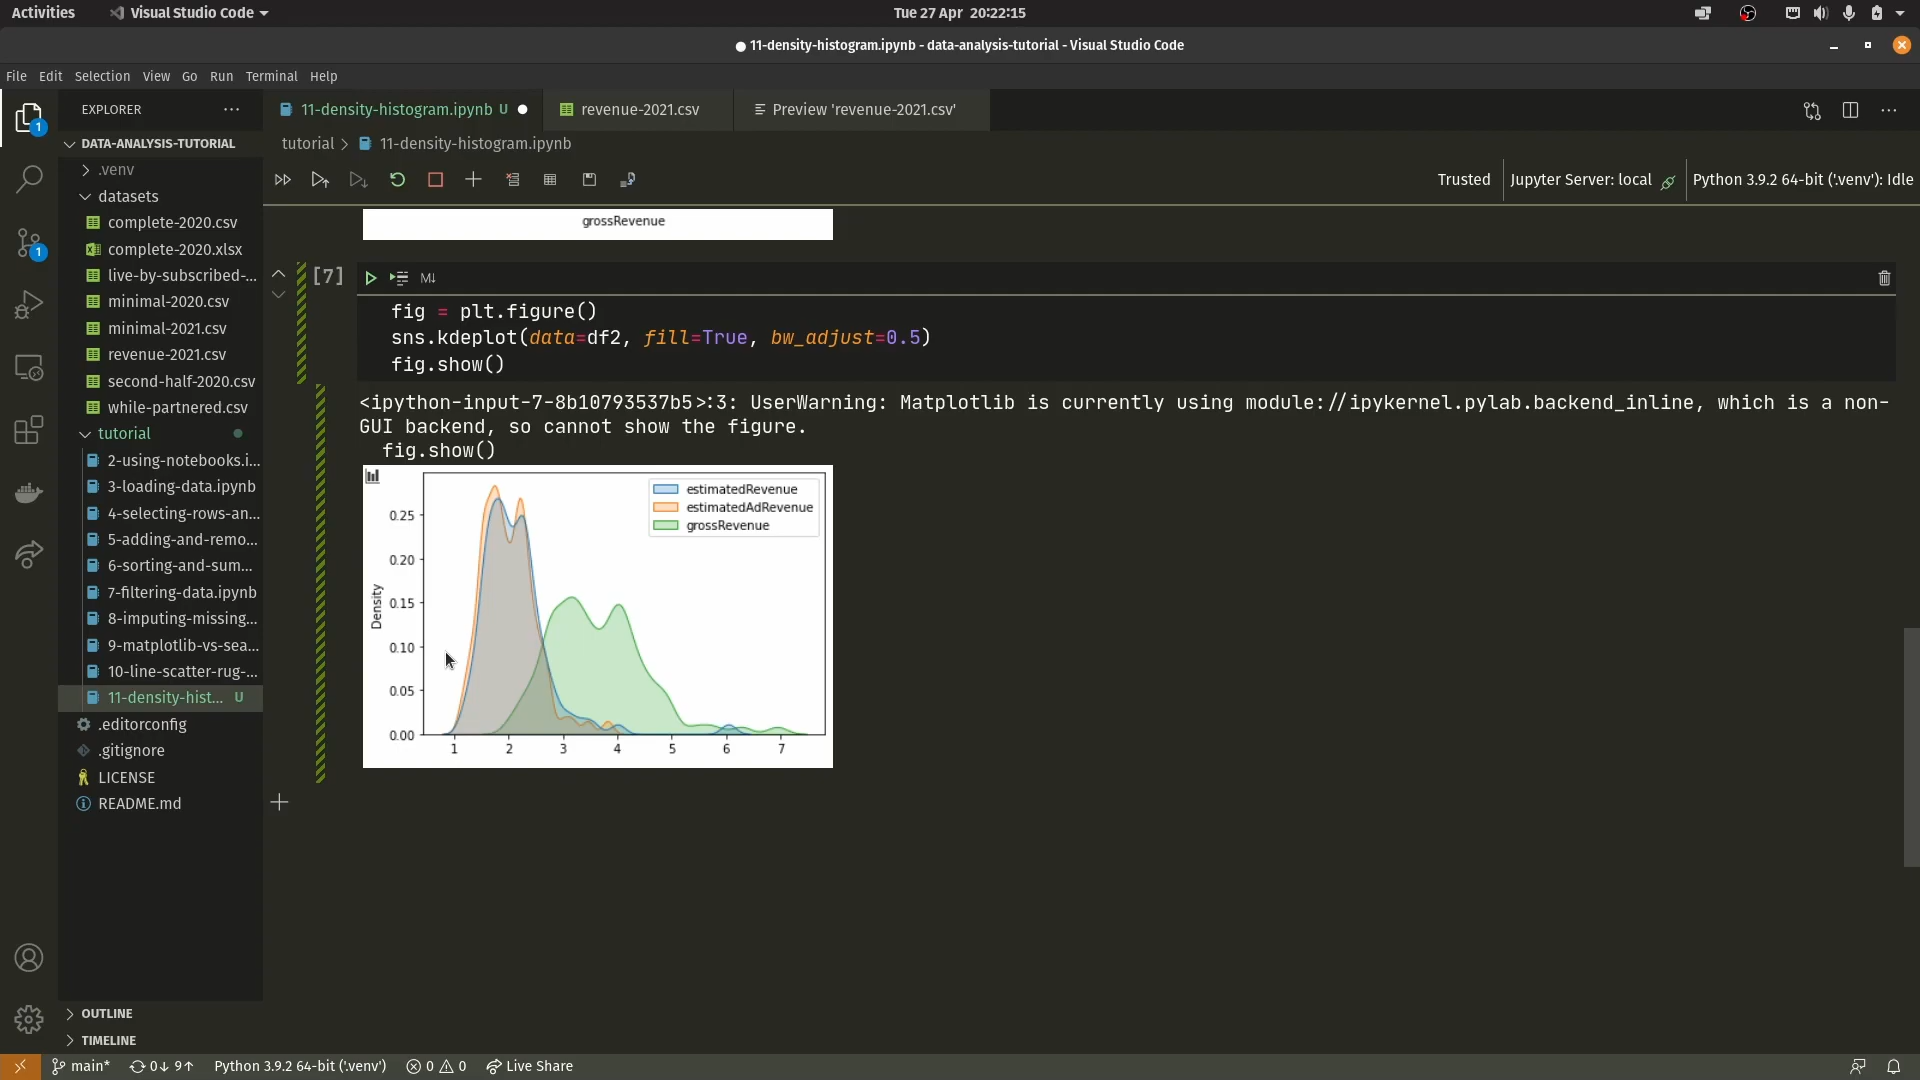 Activities Visual Studio Code Tue 27 Apr 20:22:15
11-density-histogram.ipynb - data-analysis-tutorial - Visual Studio Code
File Edit Selection View Go Run Terminal Help
EXPLORER
11-density-histogram.ipynb U
revenue-2021.csv
Preview 'revenue-2021.csv'
1
DATA-ANALYSIS-TUTORIAL
tutorial > 11-density-histogram.ipynb
.venv
Trusted
Jupyter Server: local
Python 3.9.2 64-bit ('.venv'): Idle
datasets
complete-2020.csv
complete-2020.xlsx
live-by-subscribed-...
minimal-2020.csv
minimal-2021.csv
revenue-2021.csv
second-half-2020.csv
while-partnered.csv
1
tutorial
2-using-notebooks.i...
3-loading-data.ipynb
4-selecting-rows-an...
5-adding-and-remo...
6-sorting-and-sum...
7-filtering-data.ipynb
8-imputing-missing...
9-matplotlib-vs-sea...
10-line-scatter-rug-...
11-density-hist... U
.editorconfig
.gitignore
LICENSE
README.md
OUTLINE
TIMELINE
grossRevenue
[7]
M↓
fig = plt.figure()
sns.kdeplot(data=df2, fill=True, bw_adjust=0.5)
fig.show()
<ipython-input-7-8b10793537b5>:3: UserWarning: Matplotlib is currently using module://ipykernel.pylab.backend_inline, which is a non-
GUI backend, so cannot show the figure.
fig.show()
estimatedRevenue
estimatedAdRevenue
grossRevenue
Density
0.25
0.20
0.15
0.10
0.05
0.00
1 2 3 4 5 6 7
main* 0↓ 9↑ Python 3.9.2 64-bit ('.venv') 0 0 Live Share